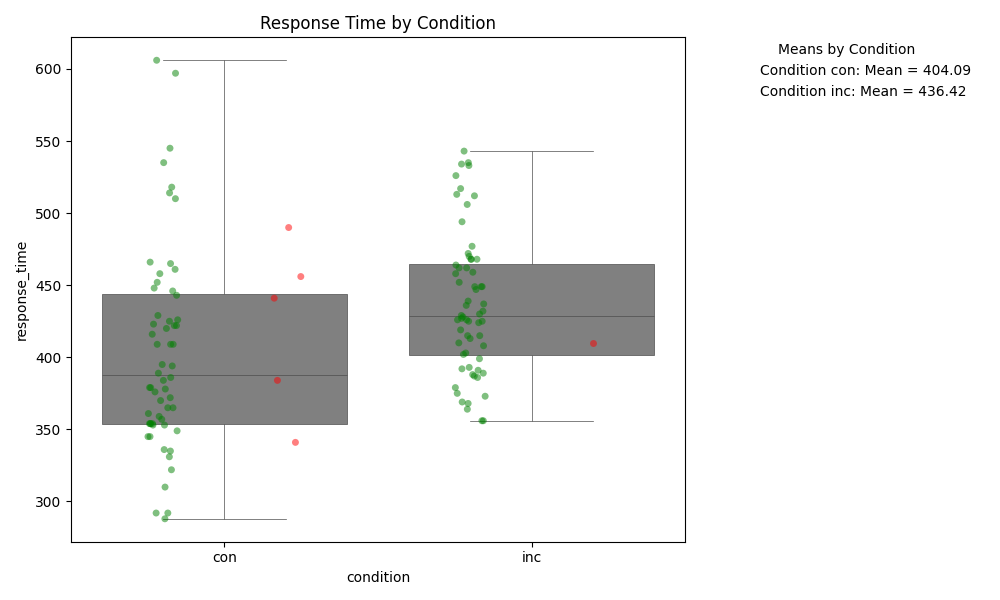 Response Time by Condition
Means by Condition
Condition con: Mean = 404.09
Condition inc: Mean = 436.42
response_time
600
550
500
450
400
350
300
con
inc
condition